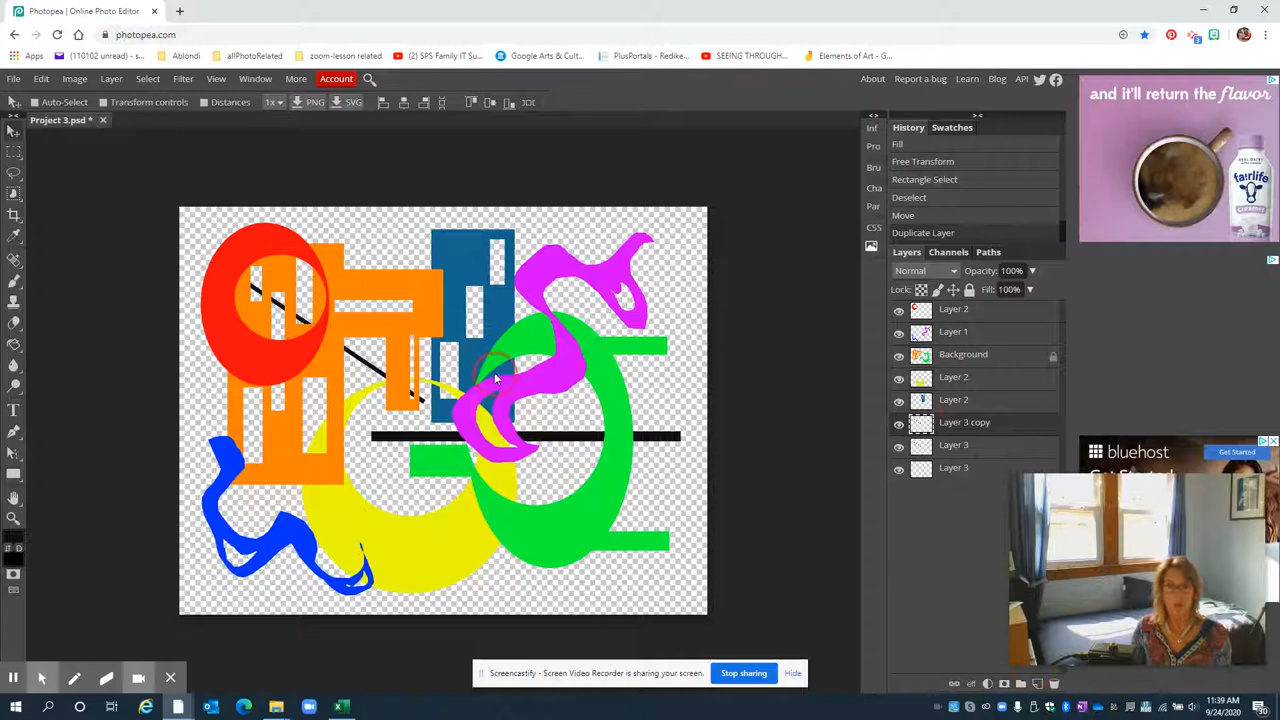 Photopea | Online Photo Editor
photopea.com
Apps
(110102 unread) - s...
Ablondi
allPhotoRelated
zoom-lesson related
(1) SPS Family IT Su...
Google Arts & Cult...
PlusPortals - Redike...
SEEING THROUGH...
Elements of Art – G...
File Edit Image Layer Select Filter View Window More Account
About Report a bug Learn Blog API
Auto-Select Transform controls Distances 1x PNG SVG
Project 3.psd *
Inf
Pro
Bru
Cha
Par
CSS
History Swatches
Fill
Free Transform
Rectangle Select
Deselect
Move
Duplicate Layer
Layers Channels Paths
Normal Opacity: 100%
Lock: Fill: 100%
Layer 2
Layer 1
Background
Layer 2
Layer 2
Layer 3 copy
Layer 3
Layer 3
eff
and it'll return the flavor
fairlife
bluehost
Get Started
Screencastify - Screen Video Recorder is sharing your screen.
Stop sharing
Hide
11:39 AM
9/24/2020